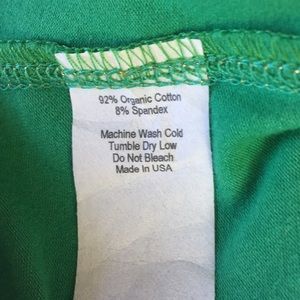 92% Organic Cotton
8% Spandex
Machine Wash Cold
Tumble Dry Low
Do Not Bleach
Made In USA